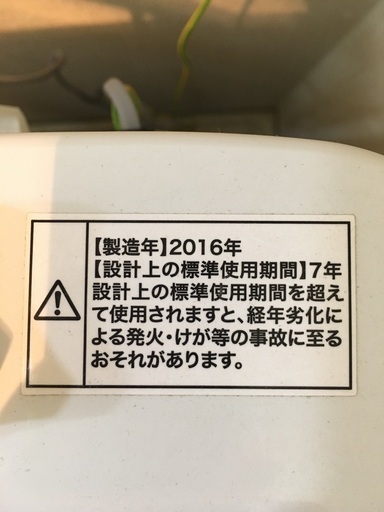 【製造年】2016年
【設計上の標準使用期間】7年
設計上の標準使用期間を超え
て使用されますと、経年劣化に
よる発火・けが等の事故に至る
おそれがあります。